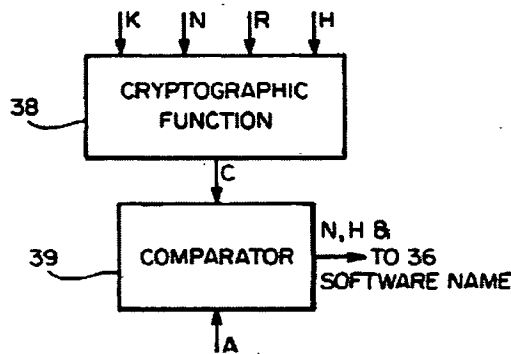 K N R H
CRYPTOGRAPHIC
FUNCTION
38
C
COMPARATOR
39
N, H &
TO 36
SOFTWARE NAME
A